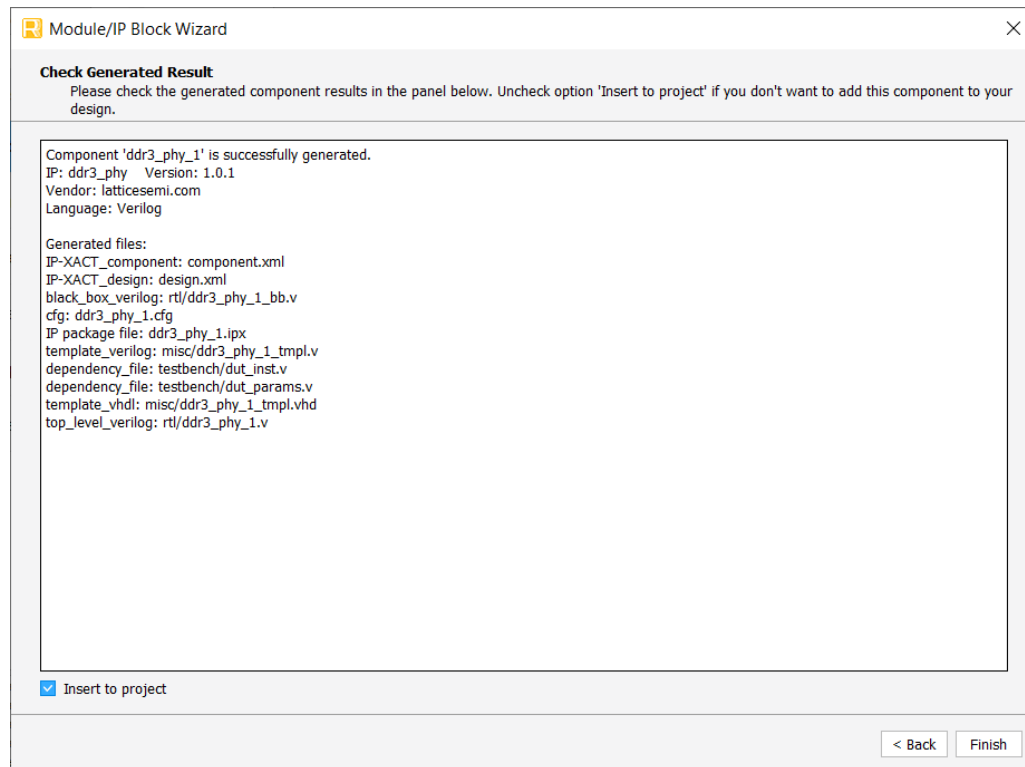 Module/IP Block Wizard
Check Generated Result
Please check the generated component results in the panel below. Uncheck option 'Insert to project' if you don't want to add this component to your
design.
Component 'ddr3_phy_1' is successfully generated.
IP: ddr3_phy Version: 1.0.1
Vendor: latticesemi.com
Language: Verilog
Generated files:
IP-XACT_component: component.xml
IP-XACT_design: design.xml
black_box_verilog: rtl/ddr3_phy_1_bb.v
cfg: ddr3_phy_1.cfg
IP package file: ddr3_phy_1.ipx
template_verilog: misc/ddr3_phy_1_tmpl.v
dependency_file: testbench/dut_inst.v
dependency_file: testbench/dut_params.v
template_vhdl: misc/ddr3_phy_1_tmpl.vhd
top_level_verilog: rtl/ddr3_phy_1.v
Insert to project
< Back Finish